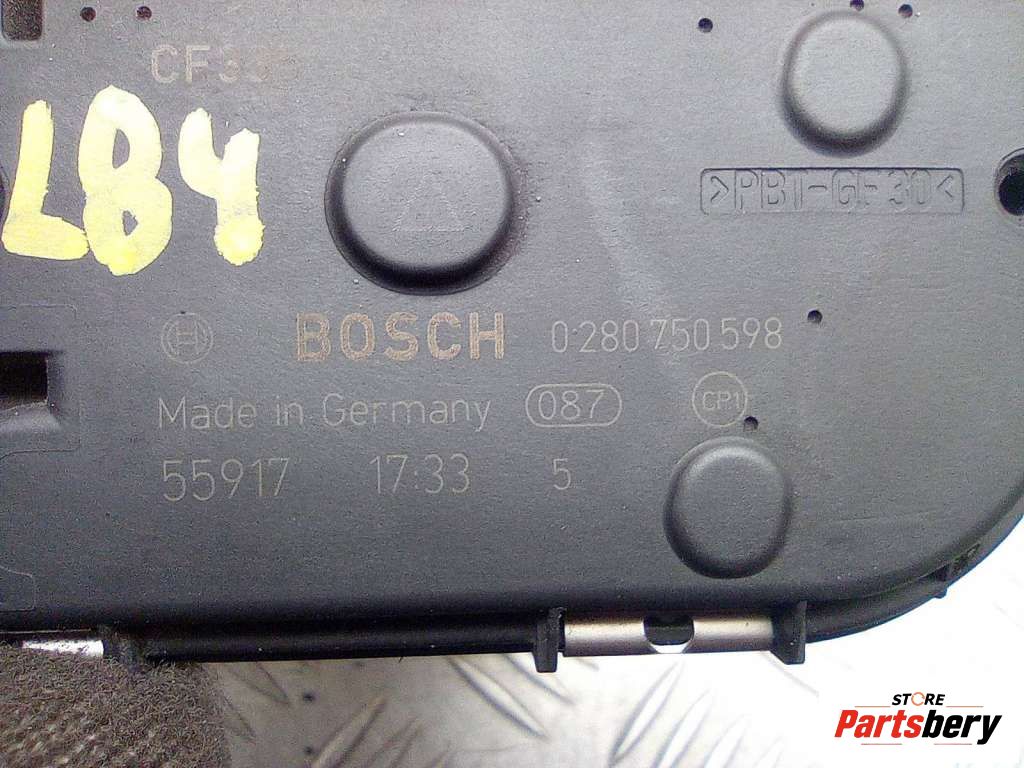 L84
>PBT-GF30<
BOSCH 0 280 750 598
Made in Germany 087 CP1
55917 17:33 5
STORE
Partsbery